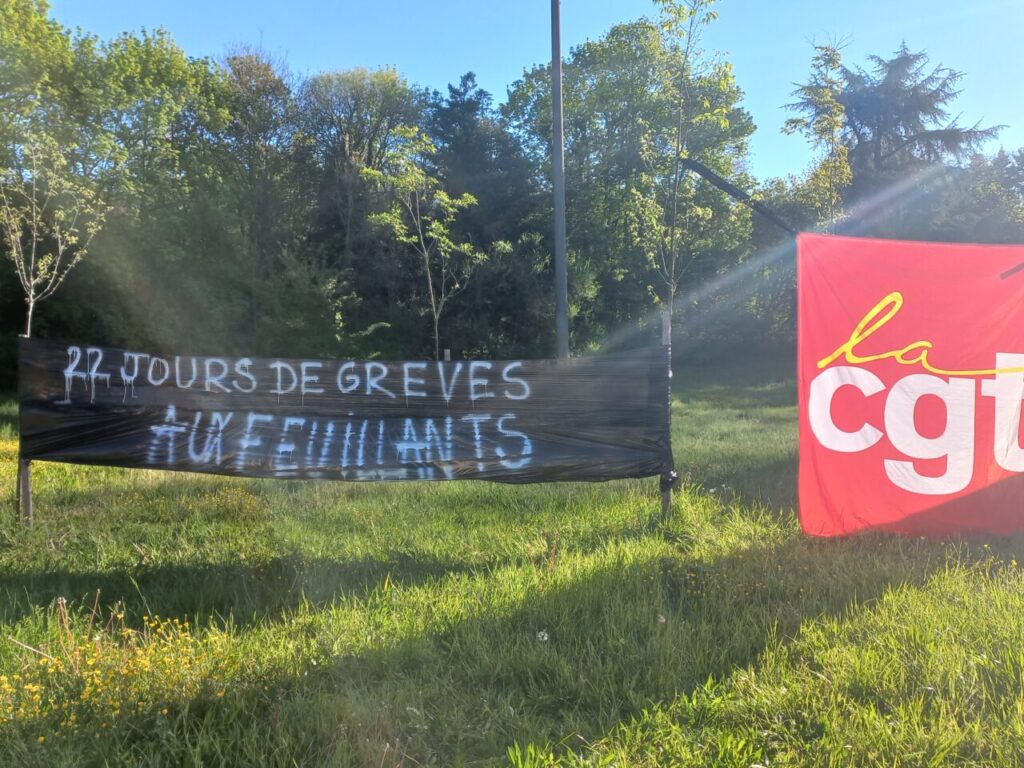 22 JOURS DE GREVES
AUX FEUILLANTS
la
cgt